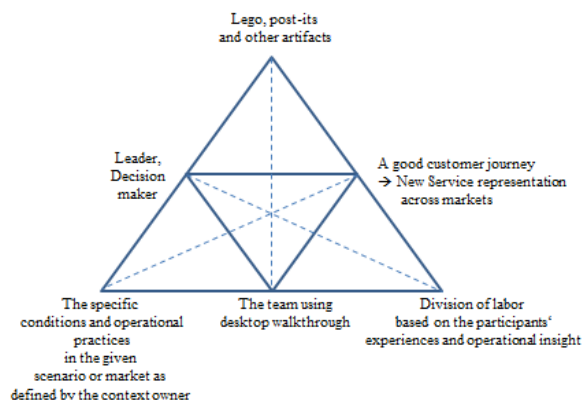 Lego, post-its
and other artifacts
Leader,
Decision
maker
A good customer journey
→ New Service representation
across markets
The specific
conditions and operational
practices
in the given
scenario or market as
defined by the context owner
The team using
desktop walkthrough
Division of labor
based on the participants‘
experiences and operational insight